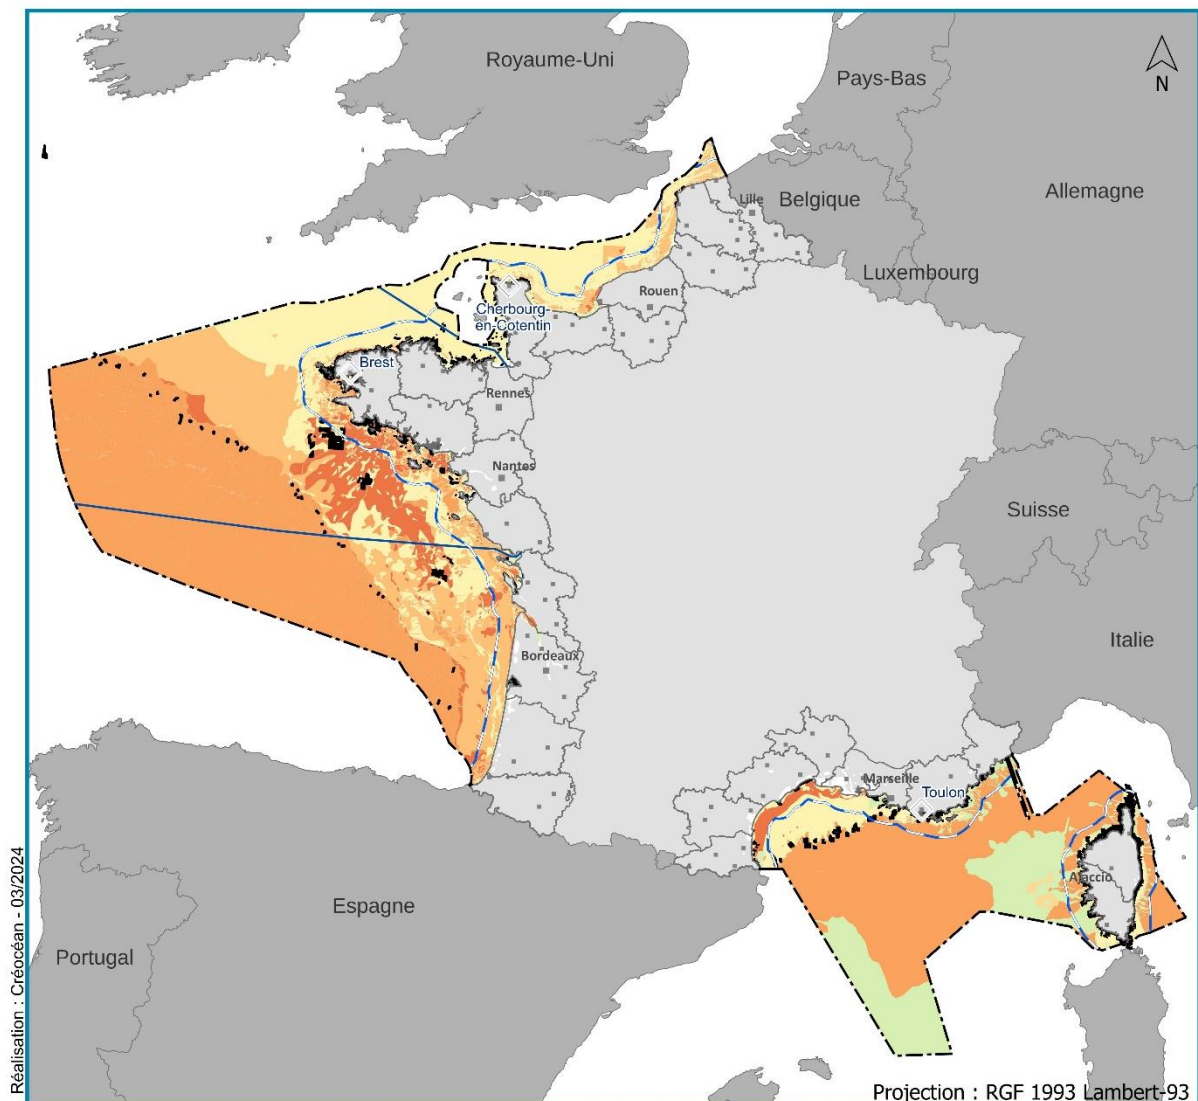 Royaume-Uni
Pays-Bas
N
Allemagne
Lille
Belgique
Luxembourg
Rouen
Cherbourg-
en-Cotentin
Brest
Rennes
Nantes
Suisse
Italie
Bordeaux
Marseille
Toulon
Ajaccio
Espagne
Portugal
Réalisation : Créocéan - 03/2024
Projection : RGF 1993 Lambert-93